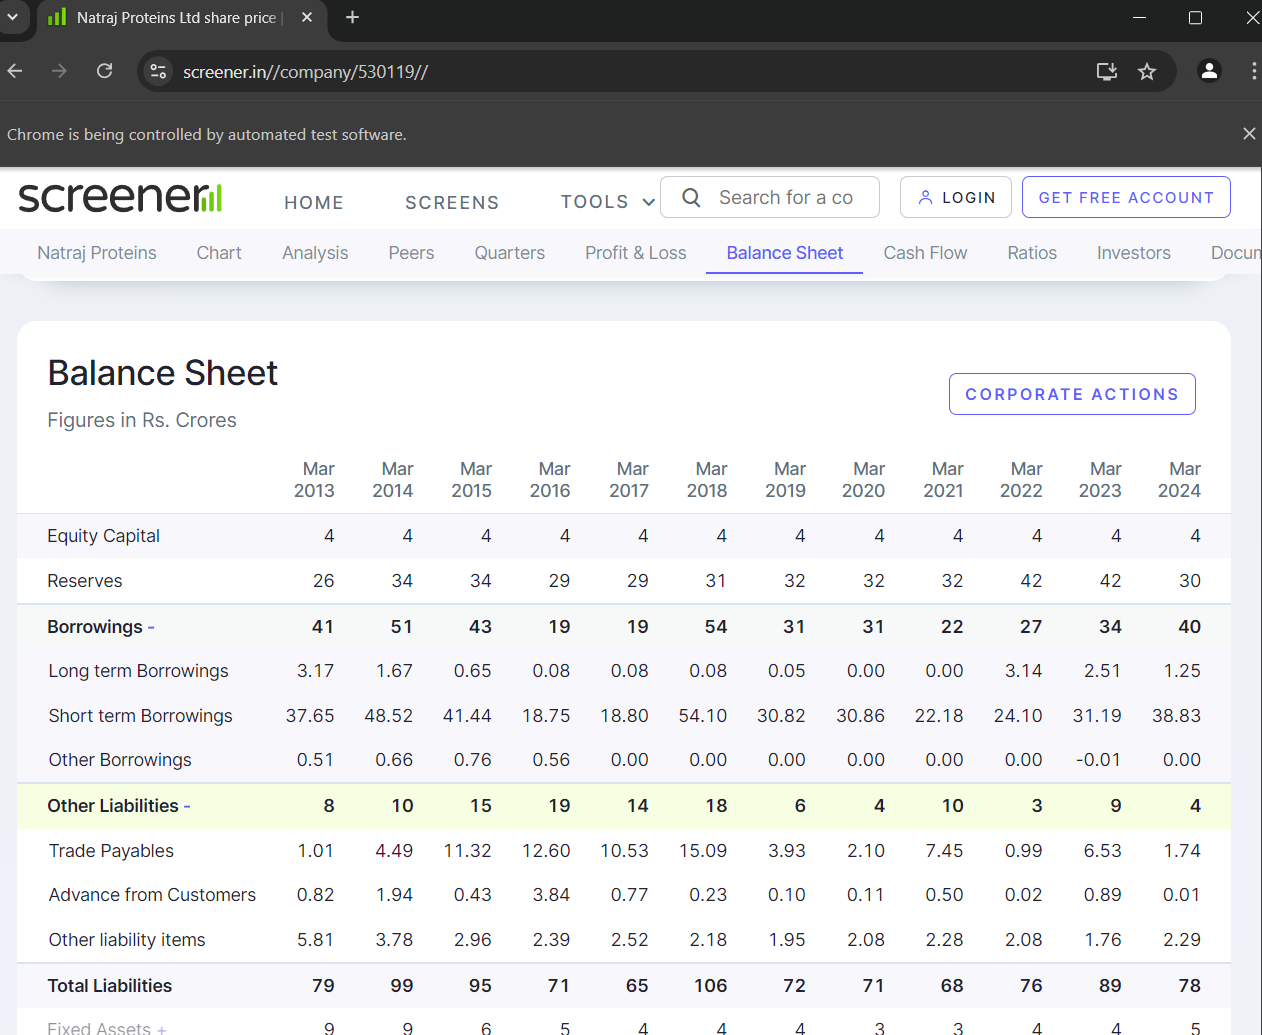 Natraj Proteins Ltd share price |
screener.in//company/530119//
Chrome is being controlled by automated test software.
screener HOME SCREENS TOOLS Search for a co LOGIN GET FREE ACCOUNT
Natraj Proteins Chart Analysis Peers Quarters Profit & Loss Balance Sheet Cash Flow Ratios Investors Docum
Balance Sheet
CORPORATE ACTIONS
Figures in Rs. Crores
Mar Mar Mar Mar Mar Mar Mar Mar Mar Mar Mar Mar
2013 2014 2015 2016 2017 2018 2019 2020 2021 2022 2023 2024
Equity Capital 4 4 4 4 4 4 4 4 4 4 4 4
Reserves 26 34 34 29 29 31 32 32 32 42 42 30
Borrowings - 41 51 43 19 19 54 31 31 22 27 34 40
Long term Borrowings 3.17 1.67 0.65 0.08 0.08 0.08 0.05 0.00 0.00 3.14 2.51 1.25
Short term Borrowings 37.65 48.52 41.44 18.75 18.80 54.10 30.82 30.86 22.18 24.10 31.19 38.83
Other Borrowings 0.51 0.66 0.76 0.56 0.00 0.00 0.00 0.00 0.00 0.00 -0.01 0.00
Other Liabilities - 8 10 15 19 14 18 6 4 10 3 9 4
Trade Payables 1.01 4.49 11.32 12.60 10.53 15.09 3.93 2.10 7.45 0.99 6.53 1.74
Advance from Customers 0.82 1.94 0.43 3.84 0.77 0.23 0.10 0.11 0.50 0.02 0.89 0.01
Other liability items 5.81 3.78 2.96 2.39 2.52 2.18 1.95 2.08 2.28 2.08 1.76 2.29
Total Liabilities 79 99 95 71 65 106 72 71 68 76 89 78
Fixed Assets + 9 9 6 5 4 4 4 3 3 4 4 5